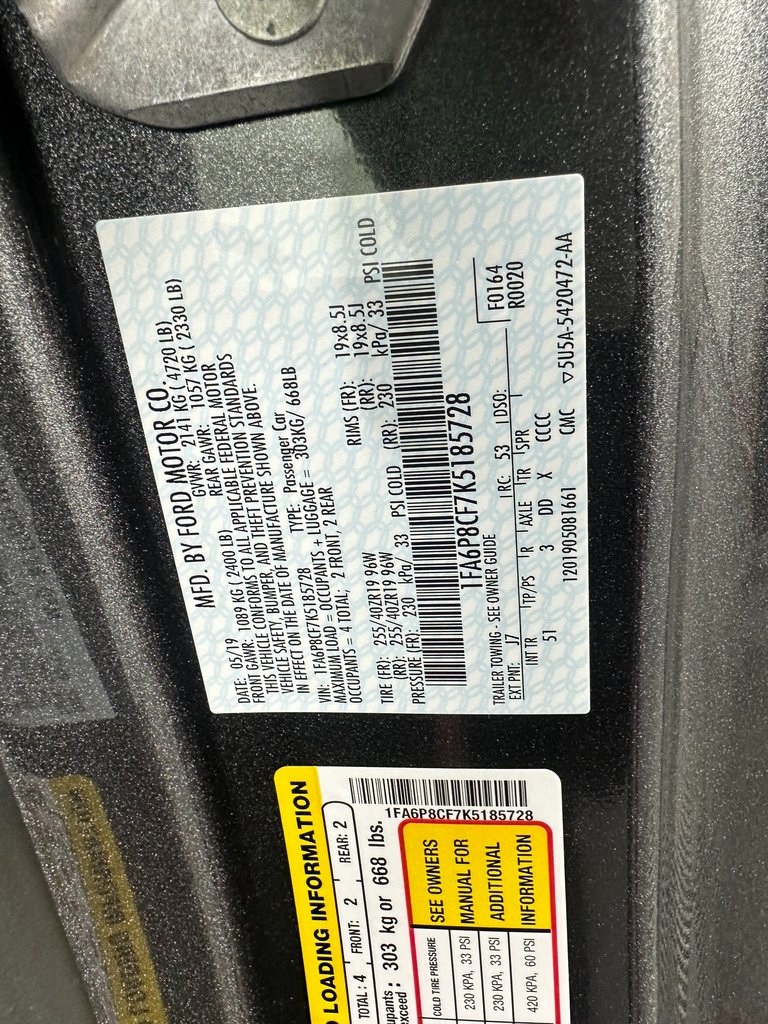 MFD. BY FORD MOTOR CO.
DATE: 05/19 GVWR: 2141 KG ( 4720 LB)
FRONT GAWR: 1089 KG ( 2400 LB) REAR GAWR: 1057 KG ( 2330 LB)
THIS VEHICLE CONFORMS TO ALL APPLICABLE FEDERAL MOTOR
VEHICLE SAFETY, BUMPER, AND THEFT PREVENTION STANDARDS
IN EFFECT ON THE DATE OF MANUFACTURE SHOWN ABOVE.
VIN: 1FA6P8CF7K5185728 TYPE: Passenger Car
MAXIMUM LOAD = OCCUPANTS + LUGGAGE = 303KG/ 668LB
OCCUPANTS = 4 TOTAL; 2 FRONT, 2 REAR
TIRE (FR): 255/40ZR19 96W RIMS (FR): 19x8.5J
(RR): 255/40ZR19 96W (RR): 19x8.5J
PRESSURE (FR): 230 kPa/ 33 PSI COLD (RR): 230 kPa/ 33 PSI COLD
1FA6P8CF7K5185728
TRAILER TOWING - SEE OWNER GUIDE
F0164
R0020
EXT PNT: J7 RC: 53 DSO:
INT TR TP/PS R AXLE TR SPR
51 3 DD X CCCC
1201905081661 CMC ▽5U5A-5420472-AA
LOADING INFORMATION
TOTAL: 4 FRONT: 2 REAR: 2
303 kg or 668 lbs.
1FA6P8CF7K5185728
COLD TIRE PRESSURE
230 KPA, 33 PSI
230 KPA, 33 PSI
420 KPA, 60 PSI
SEE OWNERS
MANUAL FOR
ADDITIONAL
INFORMATION